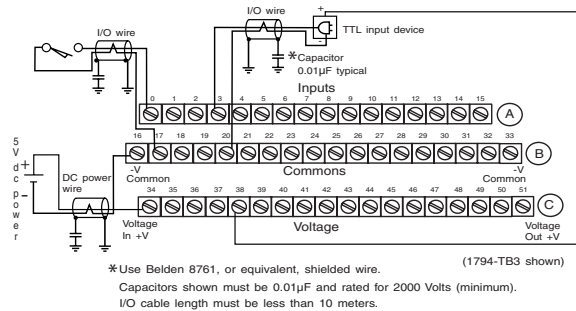 I/O wire
+
TTL input device
-
I/O wire
*Capacitor
0.01µF typical
Inputs
0 1 2 3 4 5 6 7 8 9 10 11 12 13 14 15
A
16 17 18 19 20 21 22 23 24 25 26 27 28 29 30 31 32 33
B
5V dc power
+
-
DC power
wire
-V
Common
Commons
-V
Common
34 35 36 37 38 39 40 41 42 43 44 45 46 47 48 49 50 51
C
Voltage
In +V
Voltage
Voltage
Out +V
(1794-TB3 shown)
*Use Belden 8761, or equivalent, shielded wire.
Capacitors shown must be 0.01µF and rated for 2000 Volts (minimum).
I/O cable length must be less than 10 meters.